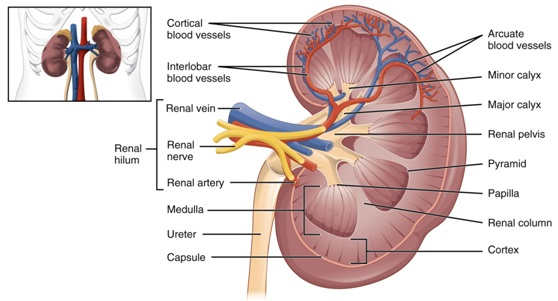 Cortical
blood vessels
Interlobar
blood vessels
Renal vein
Renal
hilum
Renal
nerve
Renal artery
Medulla
Ureter
Capsule
Arcuate
blood vessels
Minor calyx
Major calyx
Renal pelvis
Pyramid
Papilla
Renal column
Cortex